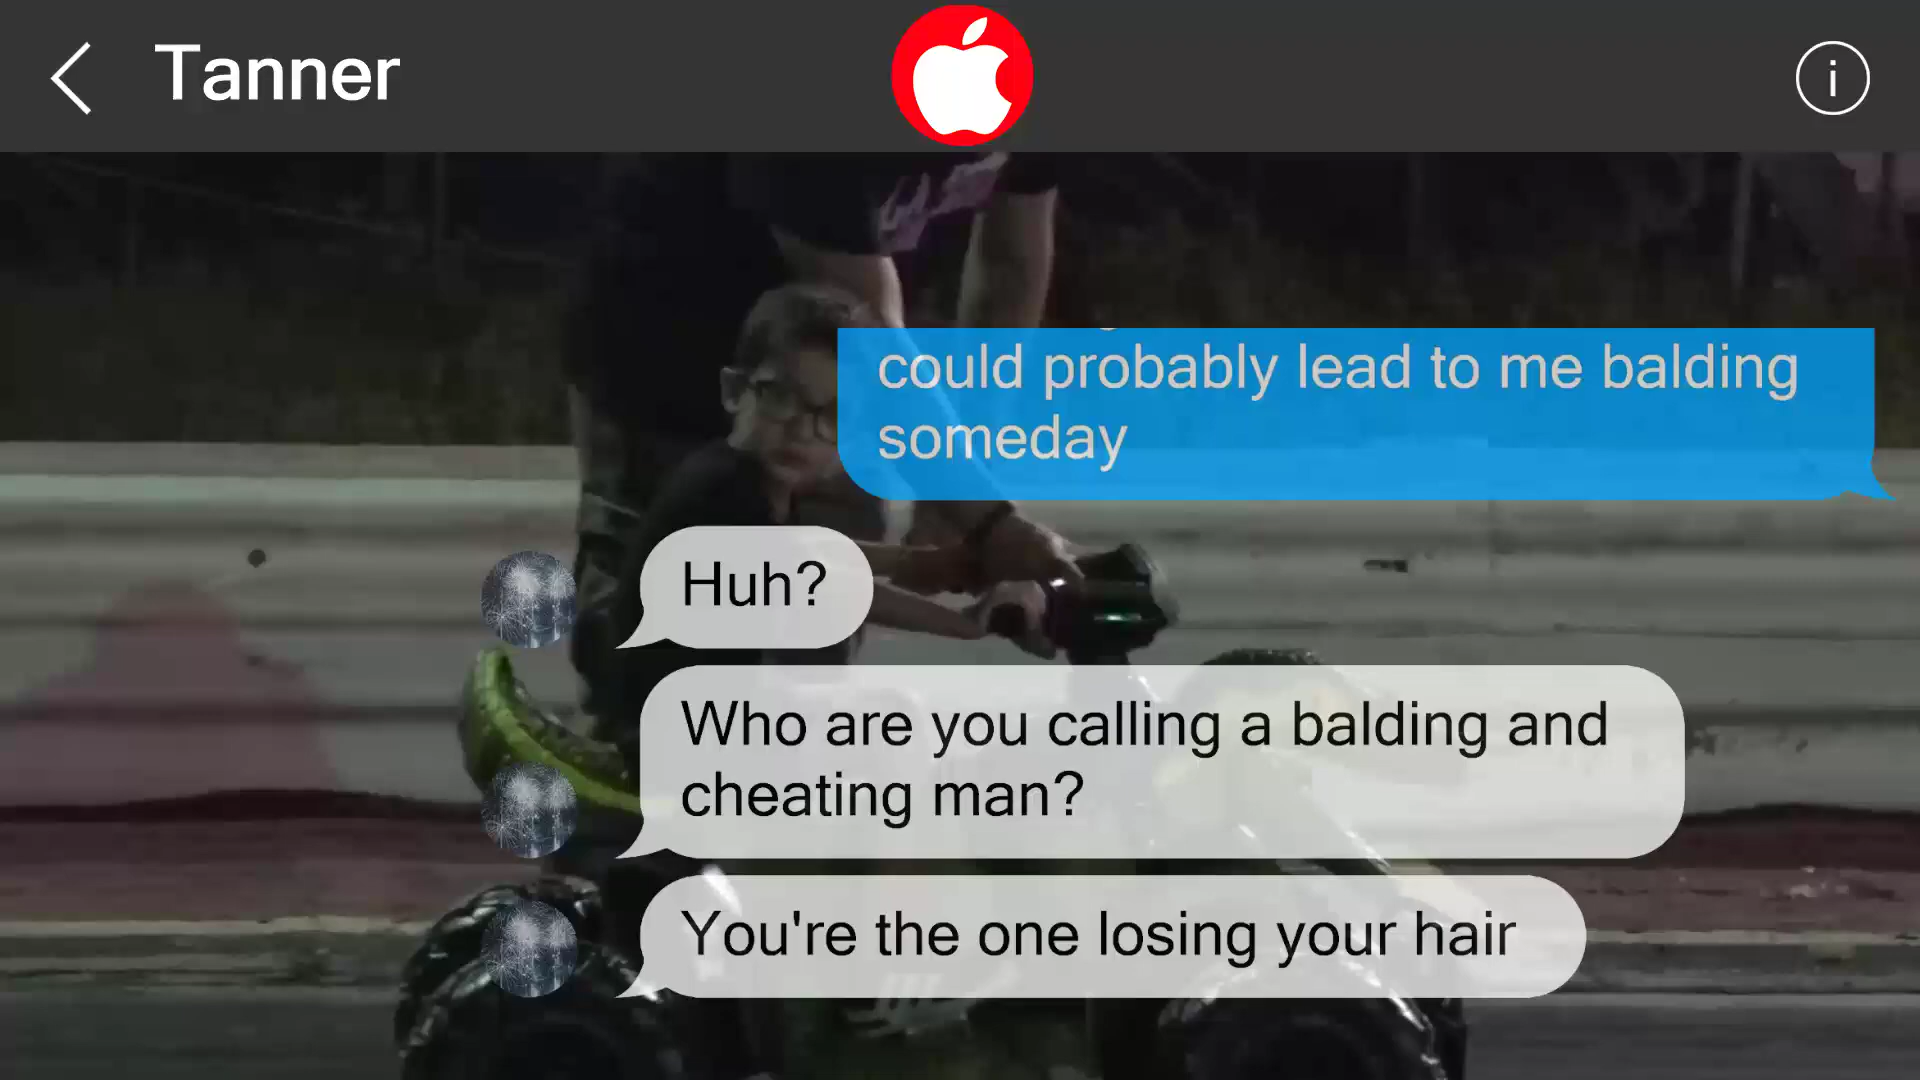 Tanner
could probably lead to me balding
someday
Huh?
Who are you calling a balding and
cheating man?
You're the one losing your hair